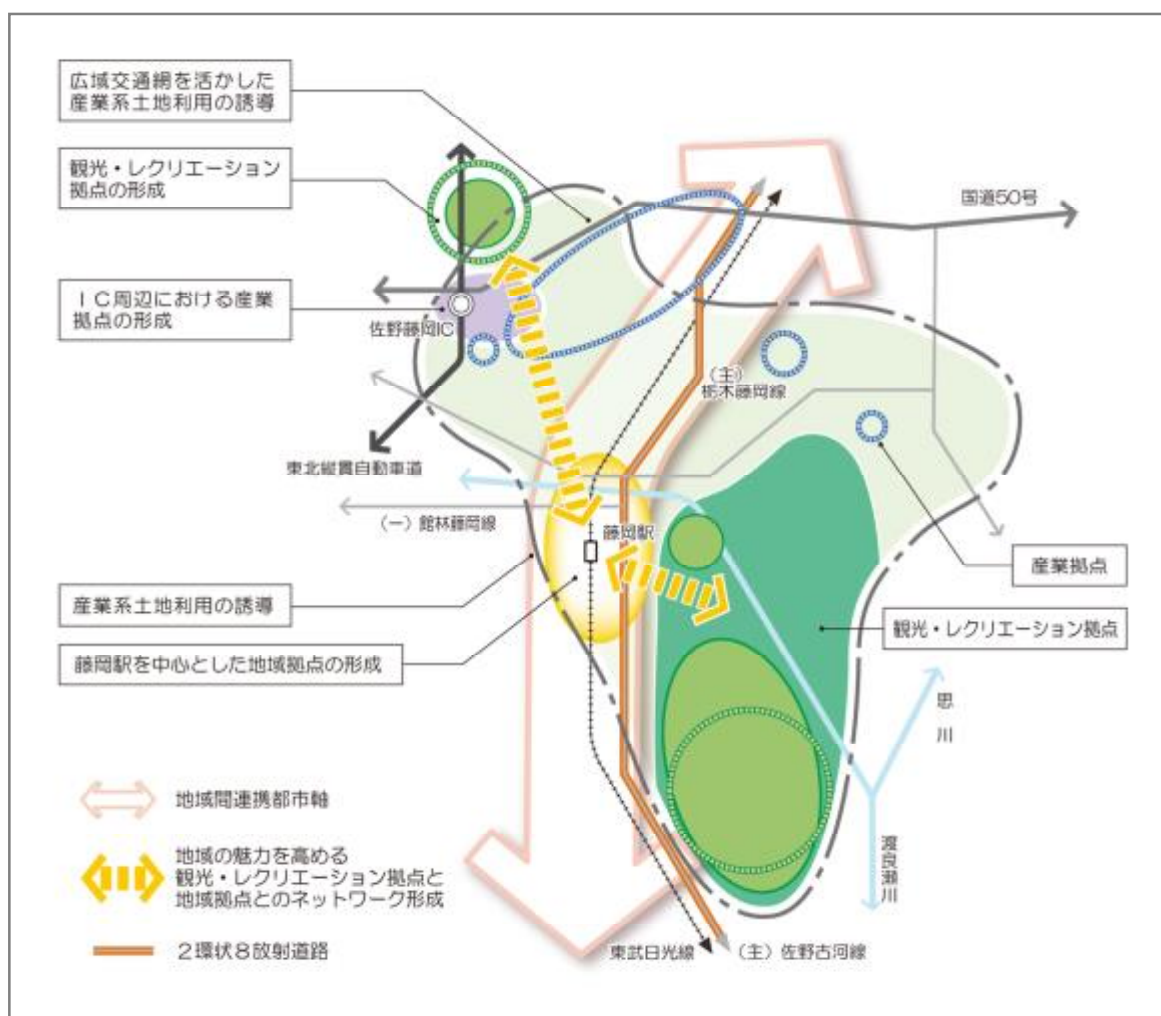 広域交通網を活かした
産業系土地利用の誘導
観光・レクリエーション
拠点の形成
国道50号
ＩＣ周辺における産業
拠点の形成
佐野藤岡IC
（主）
栃木藤岡線
東北縦貫自動車道
（一）館林藤岡線
藤岡駅
産業拠点
産業系土地利用の誘導
観光・レクリエーション拠点
藤岡駅を中心とした地域拠点の形成
思川
渡良瀬川
地域間連携都市軸
地域の魅力を高める
観光・レクリエーション拠点と
地域拠点とのネットワーク形成
２環状８放射道路
東武日光線
（主）佐野古河線